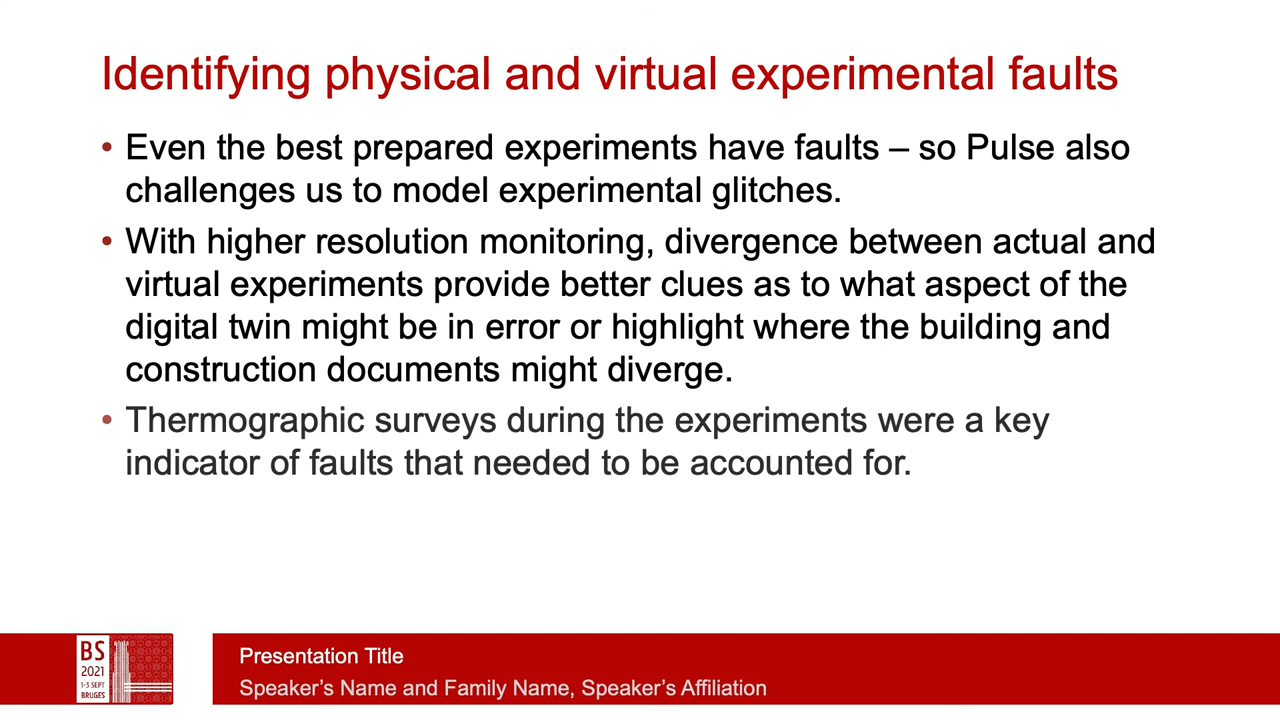 Identifying physical and virtual experimental faults
• Even the best prepared experiments have faults – so Pulse also
challenges us to model experimental glitches.
• With higher resolution monitoring, divergence between actual and
virtual experiments provide better clues as to what aspect of the
digital twin might be in error or highlight where the building and
construction documents might diverge.
• Thermographic surveys during the experiments were a key
indicator of faults that needed to be accounted for.
BS
2021
1-3 SEPT
BRUGES
Presentation Title
Speaker’s Name and Family Name, Speaker’s Affiliation